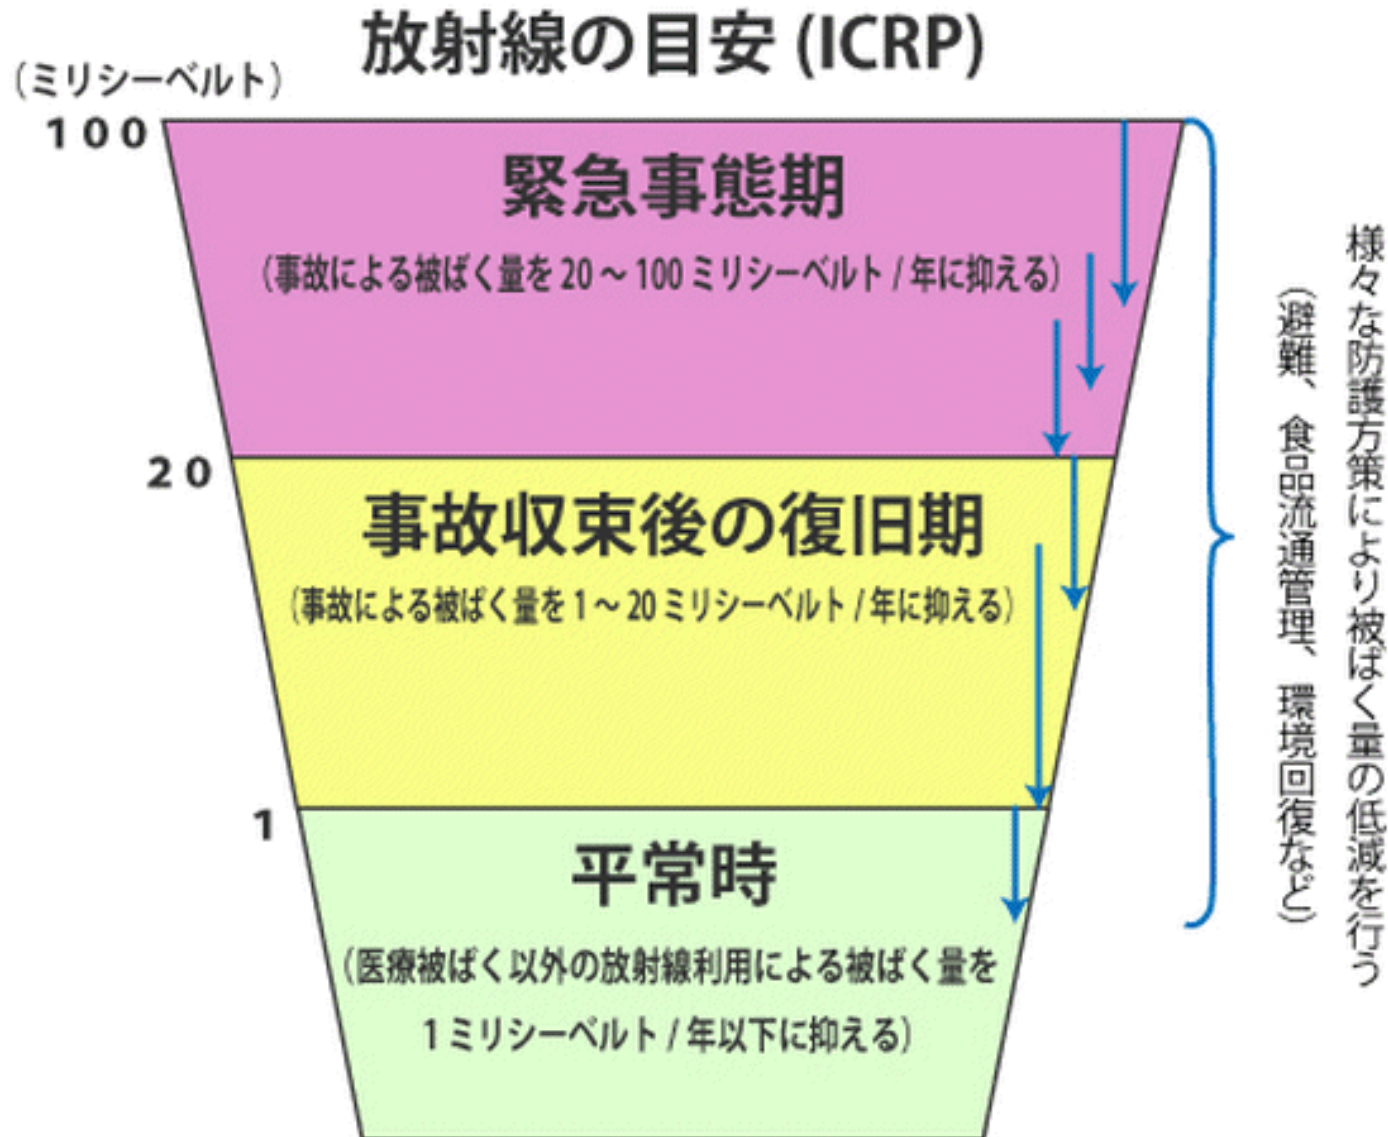 放射線の目安 (ICRP)
（ミリシーベルト）
100
緊急事態期
（事故による被ばく量を 20 ～ 100 ミリシーベルト / 年に抑える）
20
事故収束後の復旧期
（事故による被ばく量を 1 ～ 20 ミリシーベルト / 年に抑える）
1
平常時
（医療被ばく以外の放射線利用による被ばく量を
1 ミリシーベルト / 年以下に抑える）
様々な防護方策により被ばく量の低減を行う
（避難、食品流通管理、環境回復など）